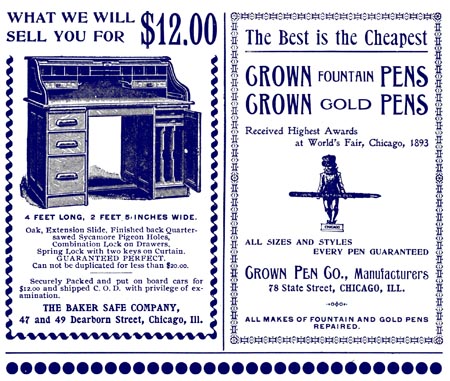 WHAT WE WILL
SELL YOU FOR $12.00
4 FEET LONG, 2 FEET 5-INCHES WIDE.
Oak, Extension Slide, Finished back Quarter-
sawed Sycamore Pigeon Holes,
Combination Lock on Drawers,
Spring Lock with two keys on Curtain.
GUARANTEED PERFECT.
Can not be duplicated for less than $20.00.
Securely Packed and put on board cars for
$12.00 and shipped C. O. D. with privilege of ex-
amination.
THE BAKER SAFE COMPANY,
47 and 49 Dearborn Street, Chicago, Ill.
The Best is the Cheapest
CROWN FOUNTAIN PENS
CROWN GOLD PENS
Received Highest Awards
at World's Fair, Chicago, 1893
CHICAGO
ALL SIZES AND STYLES
EVERY PEN GUARANTEED
CROWN PEN CO., Manufacturers
78 State Street, CHICAGO, ILL.
ALL MAKES OF FOUNTAIN AND GOLD PENS
REPAIRED.